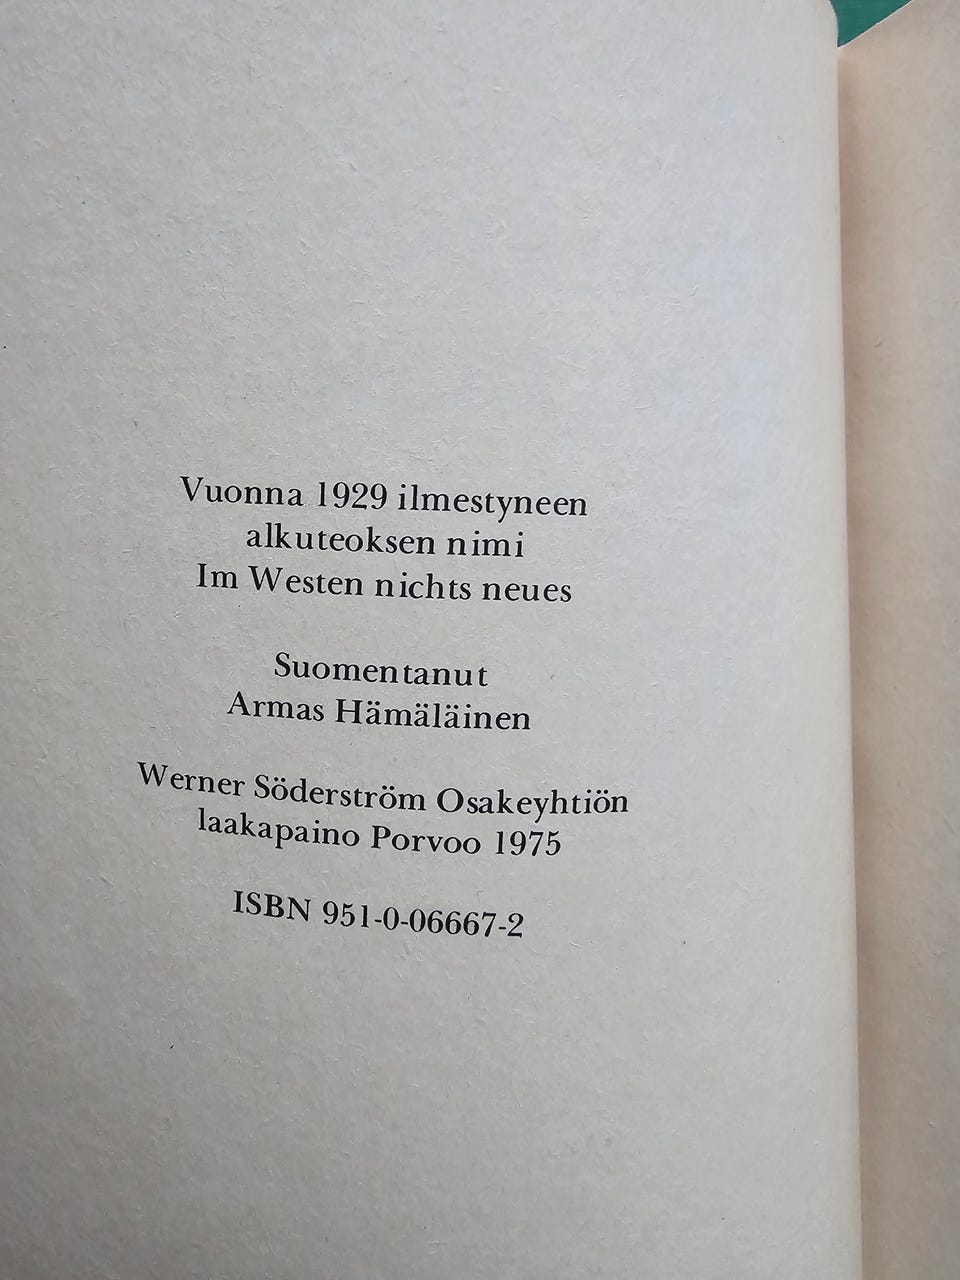 Vuonna 1929 ilmestyneen
alkuteoksen nimi
Im Westen nichts neues
Suomentanut
Armas Hämäläinen
Werner Söderström Osakeyhtiön
laakapaino Porvoo 1975
ISBN 951-0-06667-2